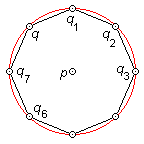 q q₁ q₂
q₇ p q₃
q₆